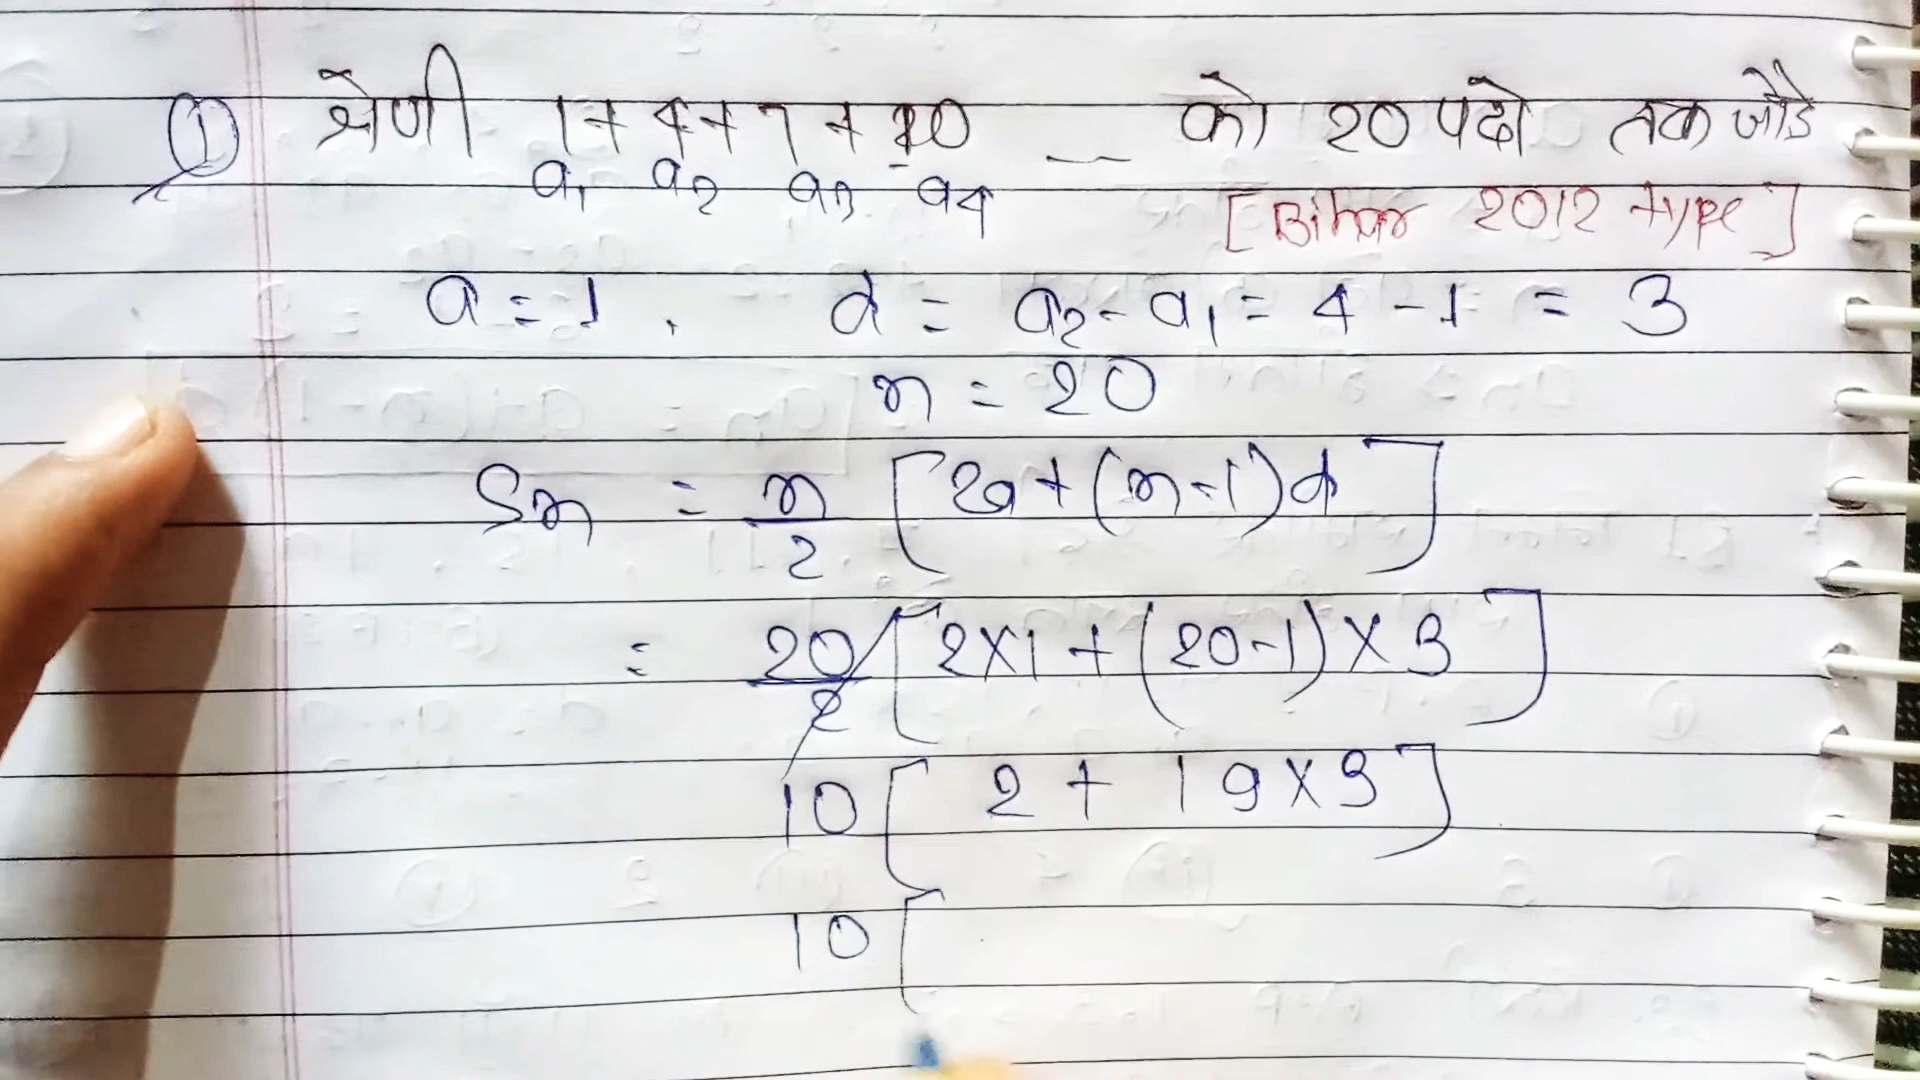 ① श्रेणी 1+4+7+10 __ को 20 पदो तक जोडे
a₁ a₂ a₃ a₄ [Bihar 2012 type]
a = 1, d = a₂ - a₁ = 4 - 1 = 3
n = 20
Sn = n/2 [2a+(n-1)d]
= 20/2 [2×1+(20-1)×3]
10[2+19×3]
10[